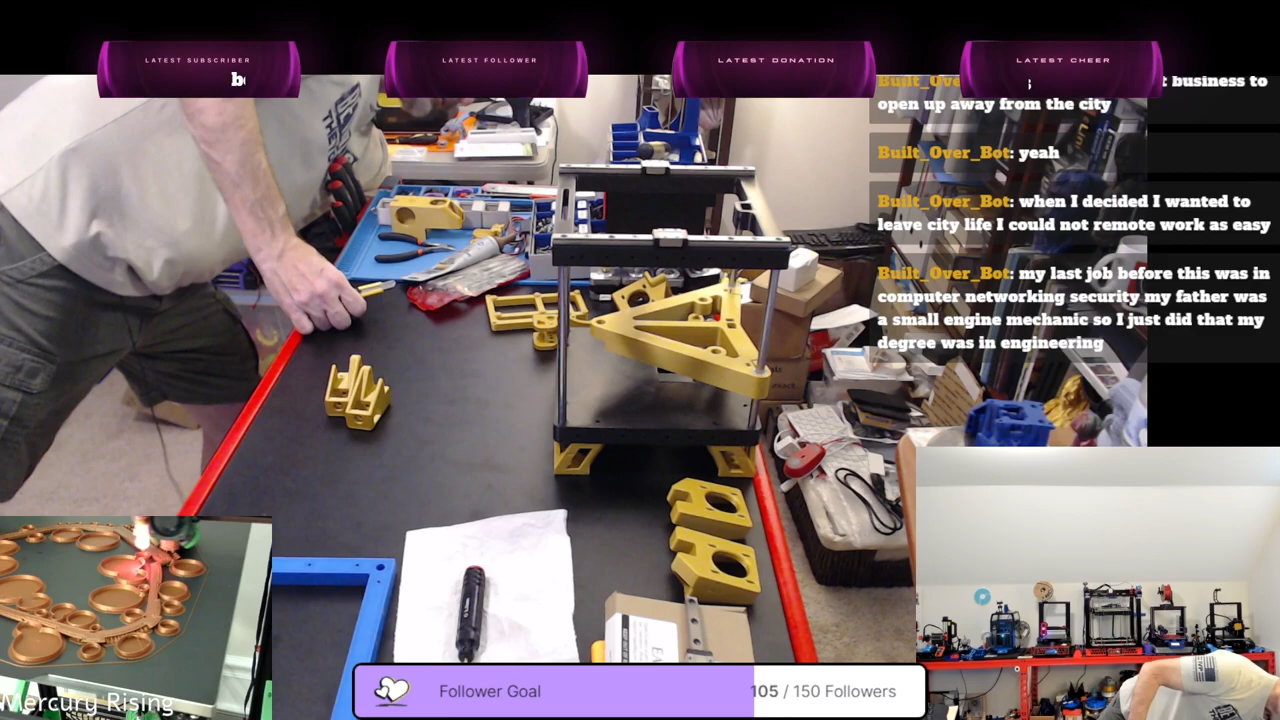 LATEST SUBSCRIBER
LATEST FOLLOWER
LATEST DONATION
LATEST CHEER
Built_Ove
t business to
open up away from the city
Built_Over_Bot: yeah
Built_Over_Bot: when I decided I wanted to
leave city life I could not remote work as easy
Built_Over_Bot: my last job before this was in
computer networking security my father was
a small engine mechanic so I just did that my
degree was in engineering
Mercury Rising
Follower Goal
105 / 150 Followers